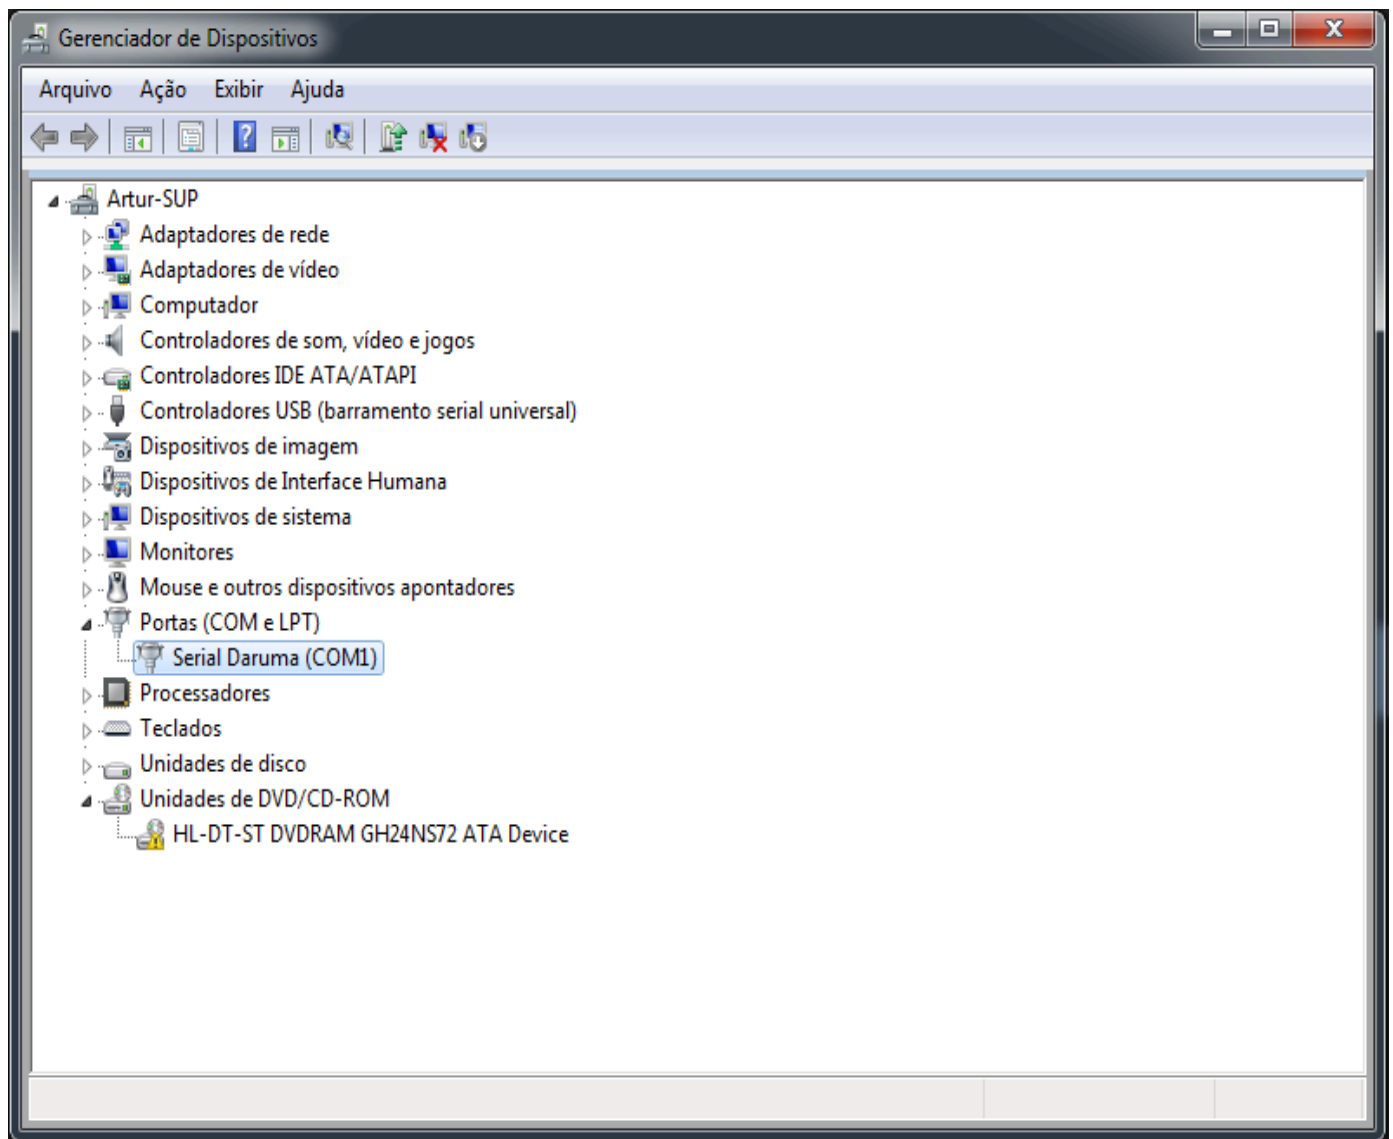 Gerenciador de Dispositivos
X
Arquivo Ação Exibir Ajuda
?
Artur-SUP
Adaptadores de rede
Adaptadores de vídeo
Computador
Controladores de som, vídeo e jogos
Controladores IDE ATA/ATAPI
Controladores USB (barramento serial universal)
Dispositivos de imagem
Dispositivos de Interface Humana
Dispositivos de sistema
Monitores
Mouse e outros dispositivos apontadores
Portas (COM e LPT)
Serial Daruma (COM1)
Processadores
Teclados
Unidades de disco
Unidades de DVD/CD-ROM
HL-DT-ST DVDRAM GH24NS72 ATA Device